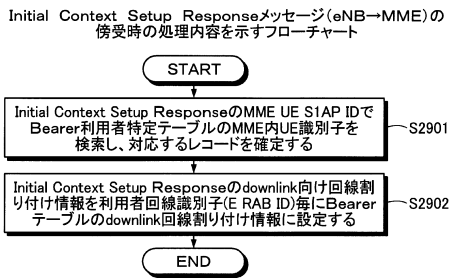 Initial Context Setup Responseメッセージ(eNB→MME)の
傍受時の処理内容を示すフローチャート
START
Initial Context Setup ResponseのMME UE S1AP IDで
Bearer利用者特定テーブルのMME内UE識別子を
検索し、対応するレコードを確定する
S2901
Initial Context Setup Responseのdownlink向け回線割
り付け情報を利用者回線識別子(E RAB ID)毎にBearer
テーブルのdownlink回線割り付け情報に設定する
S2902
END